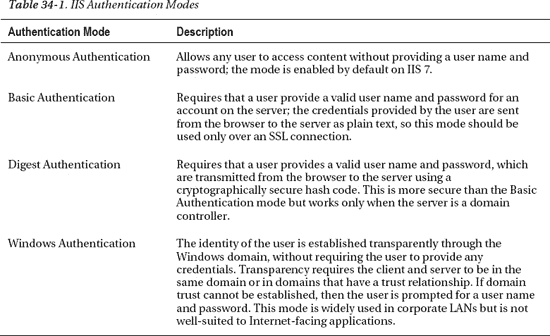 Table 34-1. IIS Authentication Modes
Authentication Mode Description
Anonymous Authentication Allows any user to access content without providing a user name and
password; the mode is enabled by default on IIS 7.
Basic Authentication Requires that a user provide a valid user name and password for an
account on the server; the credentials provided by the user are sent
from the browser to the server as plain text, so this mode should be
used only over an SSL connection.
Digest Authentication Requires that a user provides a valid user name and password, which
are transmitted from the browser to the server using a
cryptographically secure hash code. This is more secure than the Basic
Authentication mode but works only when the server is a domain
controller.
Windows Authentication The identity of the user is established transparently through the
Windows domain, without requiring the user to provide any
credentials. Transparency requires the client and server to be in the
same domain or in domains that have a trust relationship. If domain
trust cannot be established, then the user is prompted for a user name
and password. This mode is widely used in corporate LANs but is not
well-suited to Internet-facing applications.